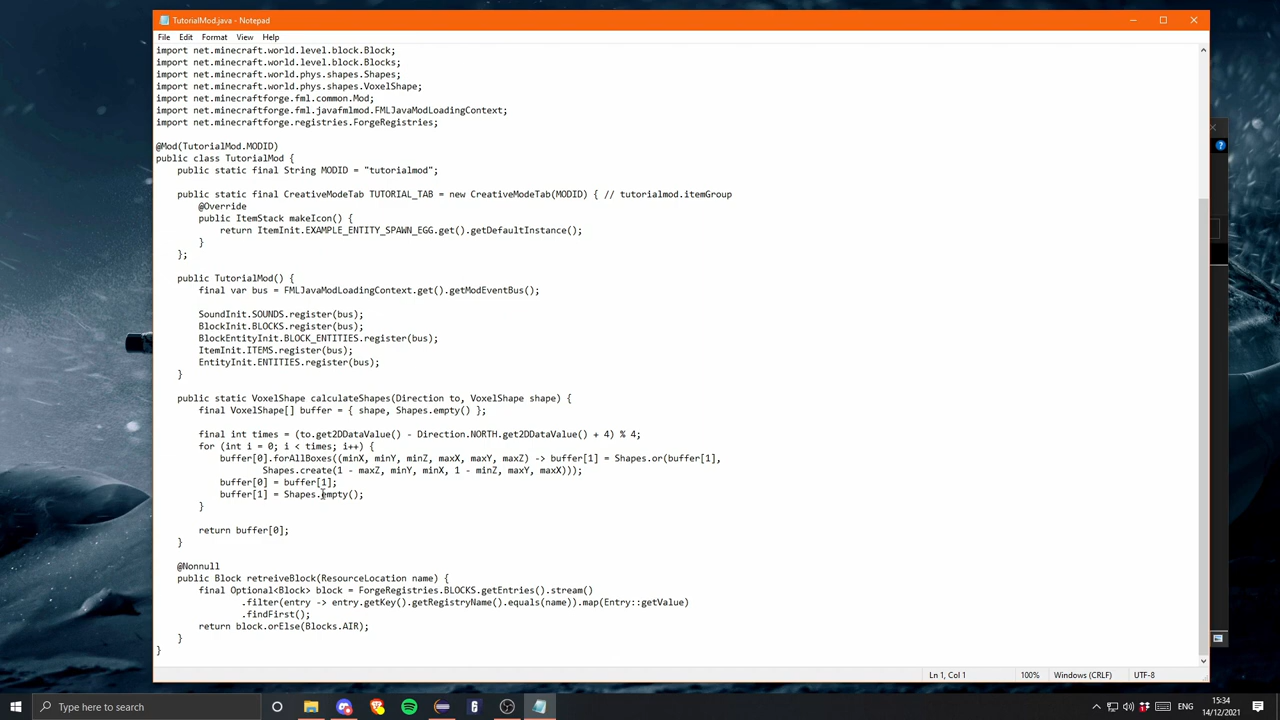 TutorialMod.java - Notepad
File Edit Format View Help
import net.minecraft.world.level.block.Block;
import net.minecraft.world.level.block.Blocks;
import net.minecraft.world.phys.shapes.Shapes;
import net.minecraft.world.phys.shapes.VoxelShape;
import net.minecraftforge.fml.common.Mod;
import net.minecraftforge.fml.javafmlmod.FMLJavaModLoadingContext;
import net.minecraftforge.registries.ForgeRegistries;
@Mod(TutorialMod.MODID)
public class TutorialMod {
public static final String MODID = "tutorialmod";
public static final CreativeModeTab TUTORIAL_TAB = new CreativeModeTab(MODID) { // tutorialmod.itemGroup
@Override
public ItemStack makeIcon() {
return ItemInit.EXAMPLE_ENTITY_SPAWN_EGG.get().getDefaultInstance();
}
};
public TutorialMod() {
final var bus = FMLJavaModLoadingContext.get().getModEventBus();
SoundInit.SOUNDS.register(bus);
BlockInit.BLOCKS.register(bus);
BlockEntityInit.BLOCK_ENTITIES.register(bus);
ItemInit.ITEMS.register(bus);
EntityInit.ENTITIES.register(bus);
}
public static VoxelShape calculateShapes(Direction to, VoxelShape shape) {
final VoxelShape[] buffer = { shape, Shapes.empty() };
final int times = (to.get2DDataValue() - Direction.NORTH.get2DDataValue() + 4) % 4;
for (int i = 0; i < times; i++) {
buffer[0].forAllBoxes((minX, minY, minZ, maxX, maxY, maxZ) -> buffer[1] = Shapes.or(buffer[1],
Shapes.create(1 - maxZ, minY, minX, 1 - minZ, maxY, maxX)));
buffer[0] = buffer[1];
buffer[1] = Shapes.empty();
}
return buffer[0];
}
@Nonnull
public Block retreiveBlock(ResourceLocation name) {
final Optional<Block> block = ForgeRegistries.BLOCKS.getEntries().stream()
.filter(entry -> entry.getKey().getRegistryName().equals(name)).map(Entry::getValue)
.findFirst();
return block.orElse(Blocks.AIR);
}
}
Ln 1, Col 1 100% Windows (CRLF) UTF-8
Type here to search
ENG
15:34
14/12/2021